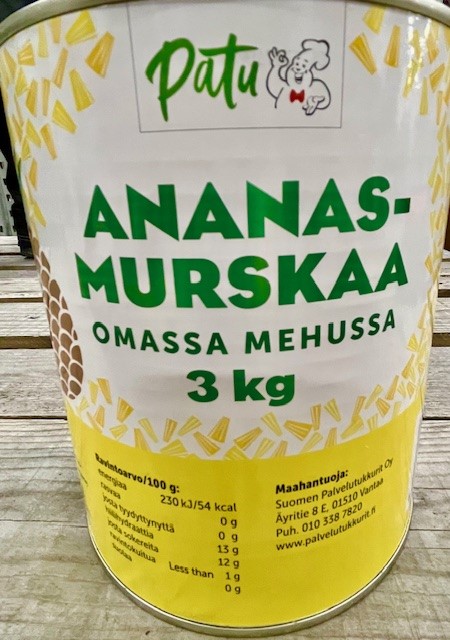 Patu
ANANAS-
MURSKAA
OMASSA MEHUSSA
3 kg
Ravintoarvo/100 g:
energiaa 230 kJ/54 kcal
rasvaa 0 g
josta tyydyttynyttä 0 g
hiilihydraattia 13 g
josta sokereita 12 g
ravintokuitua Less than 1 g
suolaa 0 g
Maahantuoja:
Suomen Palvelutukkurit Oy
Äyritie 8 E, 01510 Vantaa
Puh. 010 338 7820
www.palvelutukkurit.fi